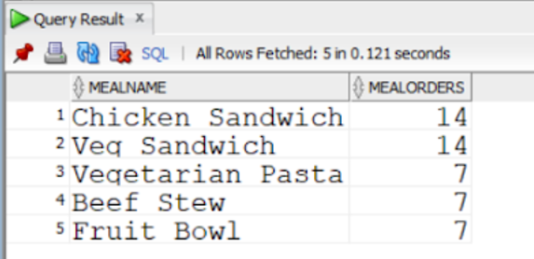 Query Result x
SQL | All Rows Fetched: 5 in 0.121 seconds
MEALNAME MEALORDERS
1 Chicken Sandwich 14
2 Veg Sandwich 14
3 Vegetarian Pasta 7
4 Beef Stew 7
5 Fruit Bowl 7